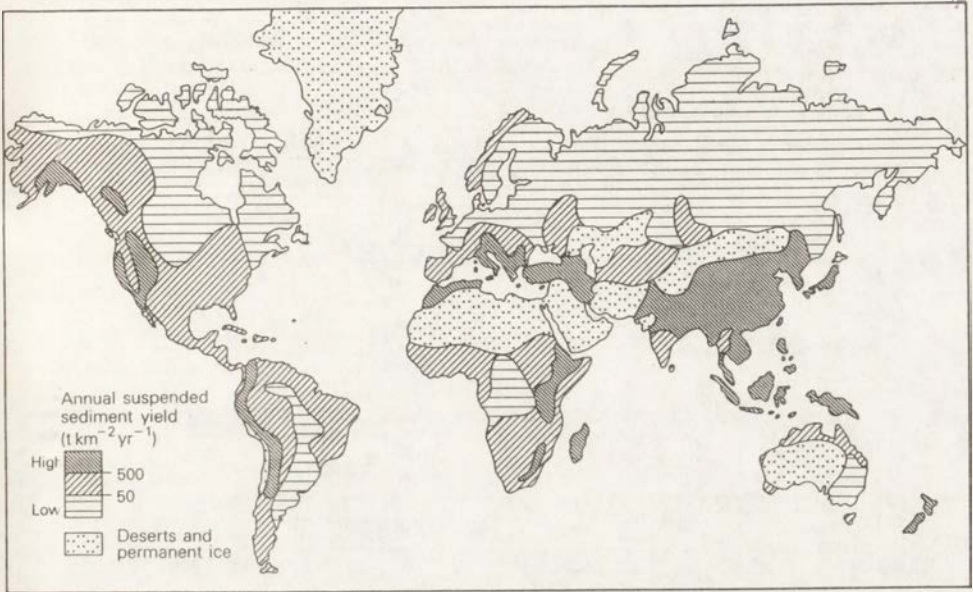 Annual suspended
sediment yield
(t km⁻² yr⁻¹)
High
500
50
Low
Deserts and
permanent ice